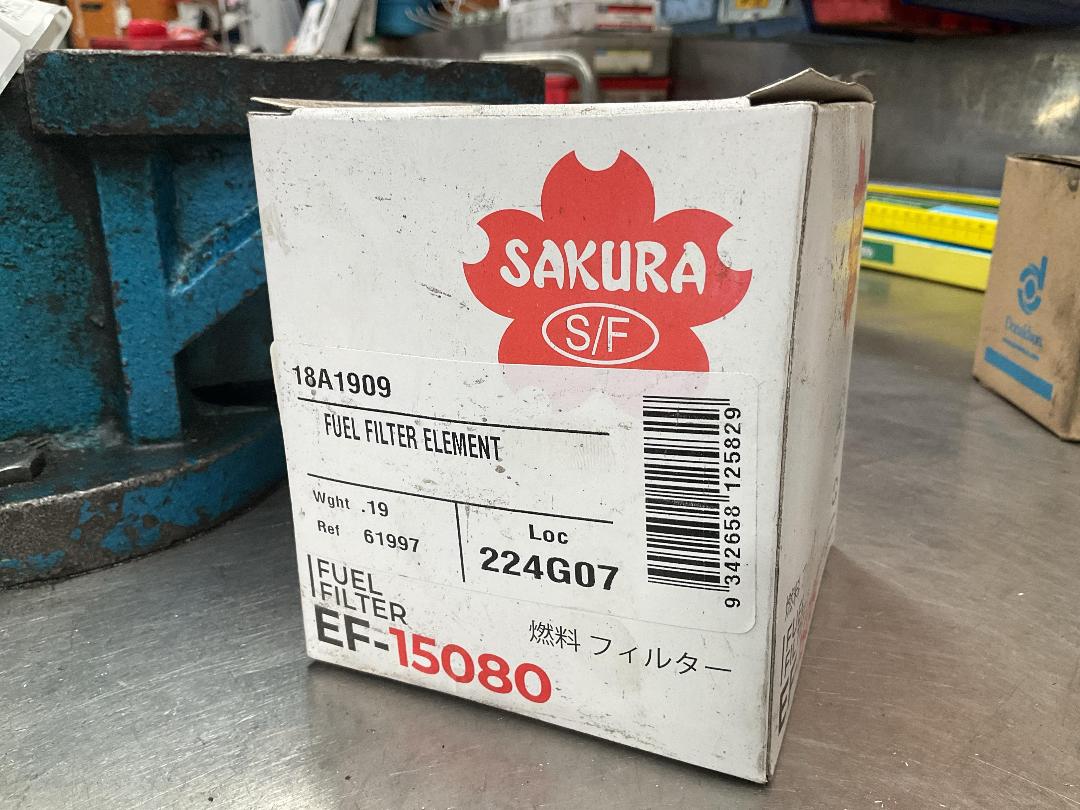 SAKURA
S/F
18A1909
FUEL FILTER ELEMENT
Wght .19
Ref 61997
Loc
224G07
9 342658 125829
FUEL
FILTER
EF-15080
燃料 フィルター
Donaldson